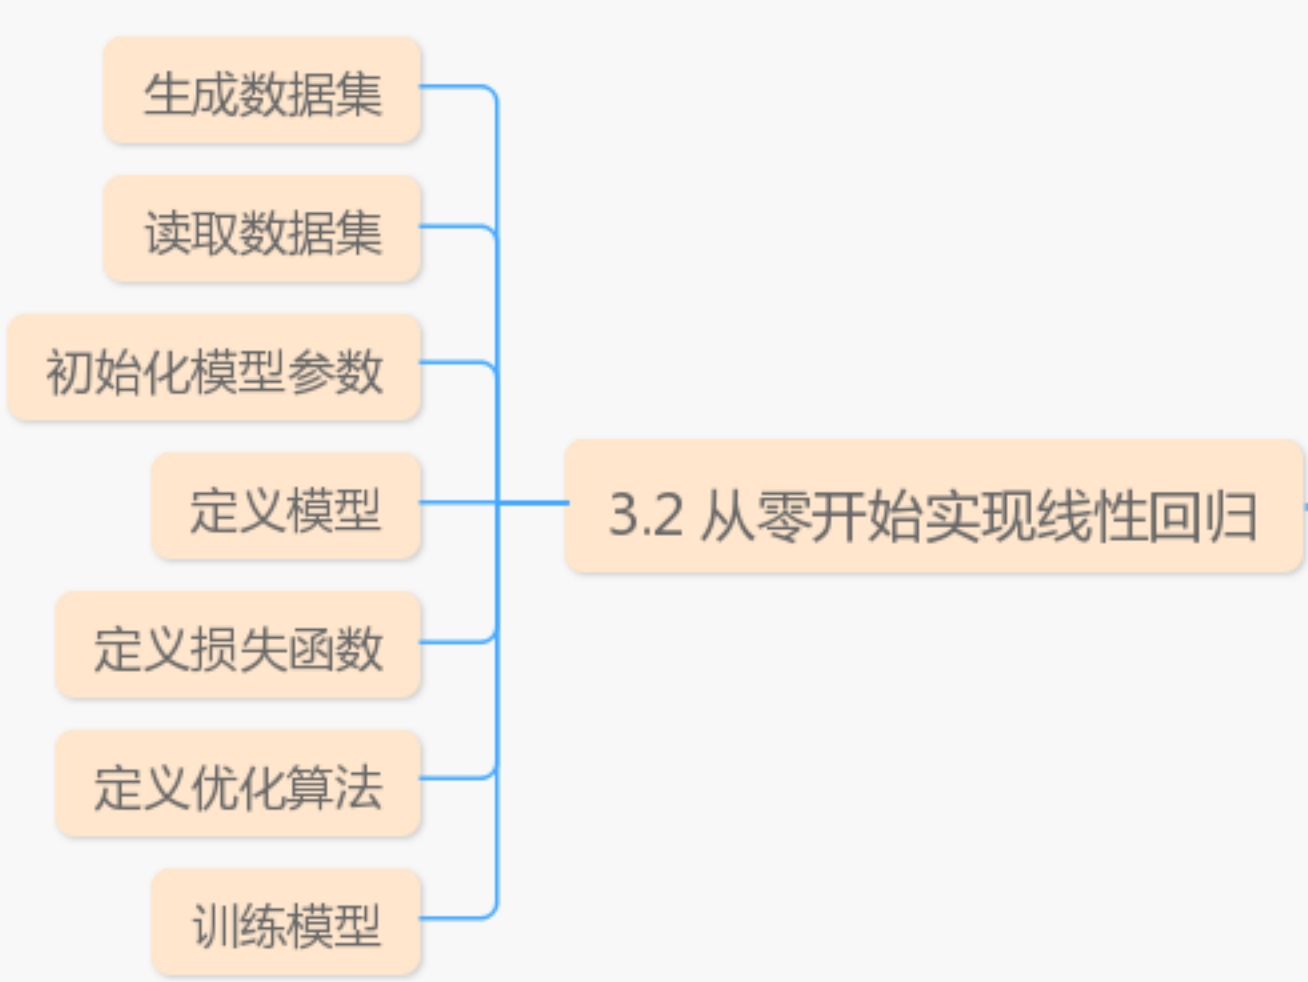 生成数据集
读取数据集
初始化模型参数
定义模型
3.2 从零开始实现线性回归
定义损失函数
定义优化算法
训练模型